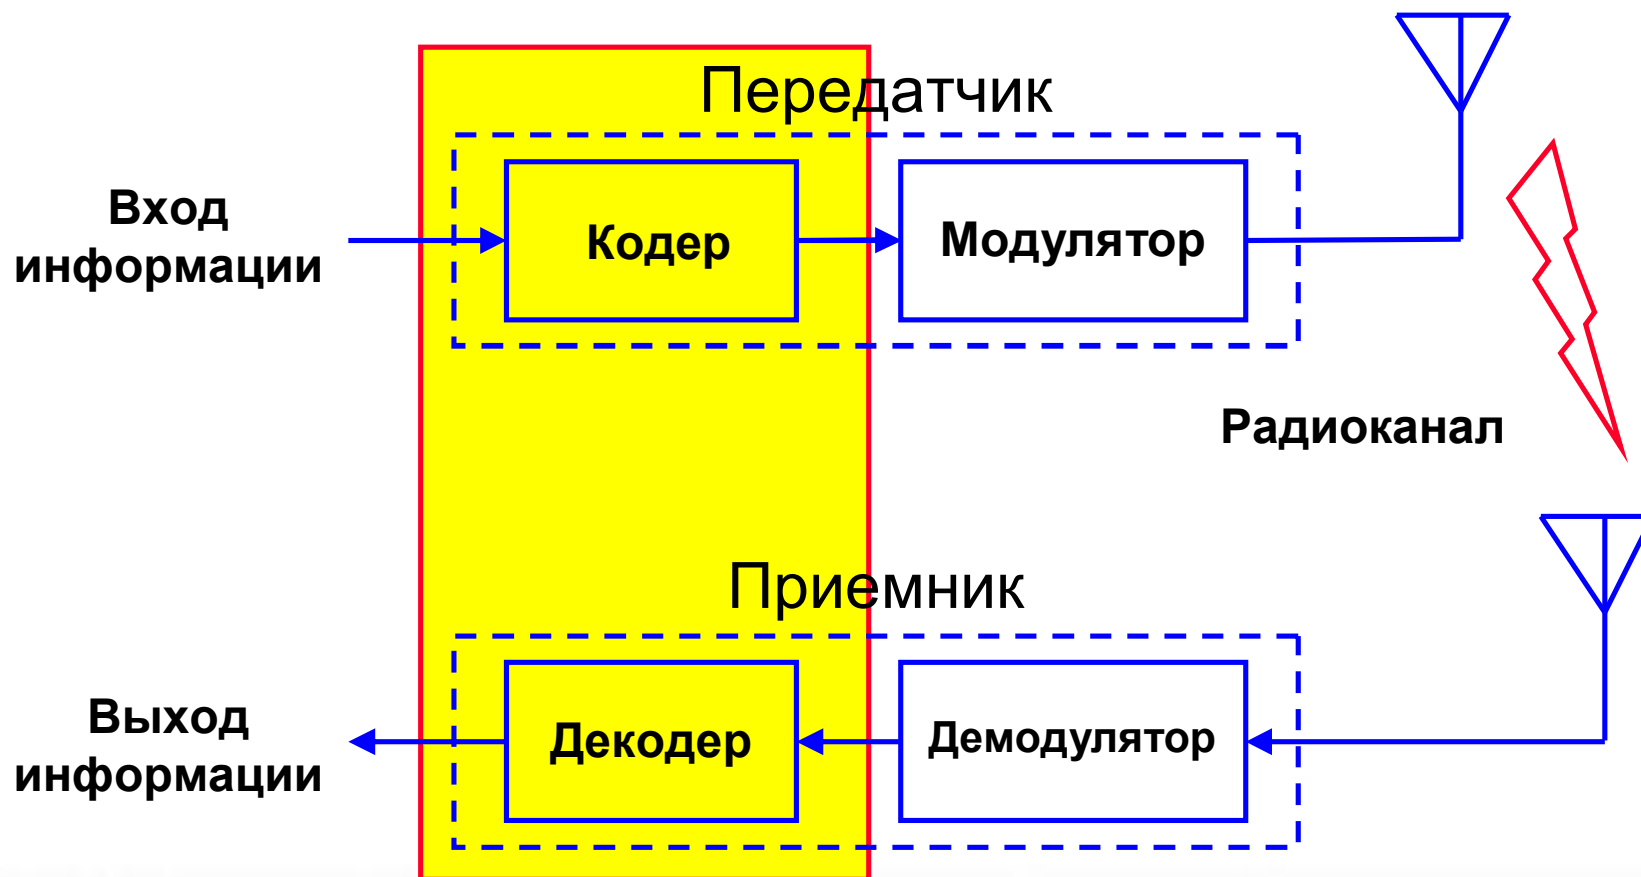 Передатчик
Вход
информации
Кодер
Модулятор
Радиоканал
Приемник
Выход
информации
Декодер
Демодулятор